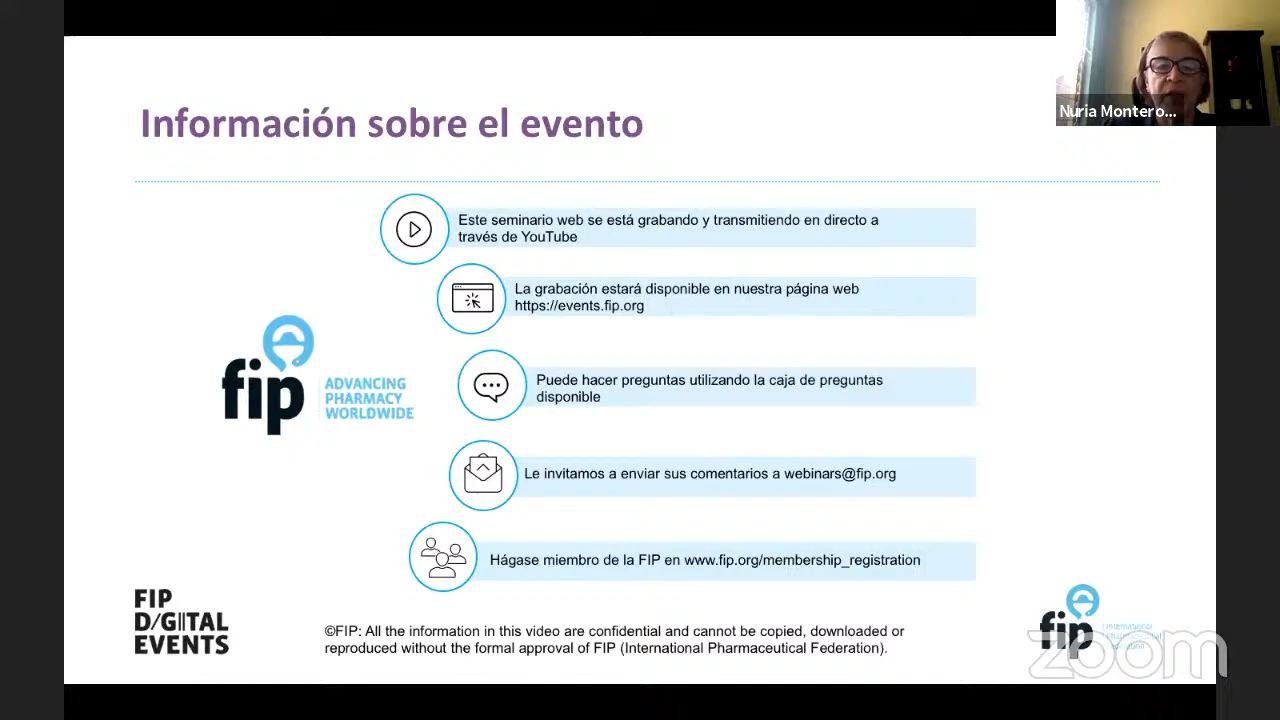 Nuria Montero...
Información sobre el evento
Este seminario web se está grabando y transmitiendo en directo a
través de YouTube
La grabación estará disponible en nuestra página web
https://events.fip.org
fip
ADVANCING
PHARMACY
WORLDWIDE
Puede hacer preguntas utilizando la caja de preguntas
disponible
Le invitamos a enviar sus comentarios a webinars@fip.org
Hágase miembro de la FIP en www.fip.org/membership_registration
FIP
DIGITAL
EVENTS
©FIP: All the information in this video are confidential and cannot be copied, downloaded or
reproduced without the formal approval of FIP (International Pharmaceutical Federation).
fip
International
Pharmaceutical
Federation
zoom